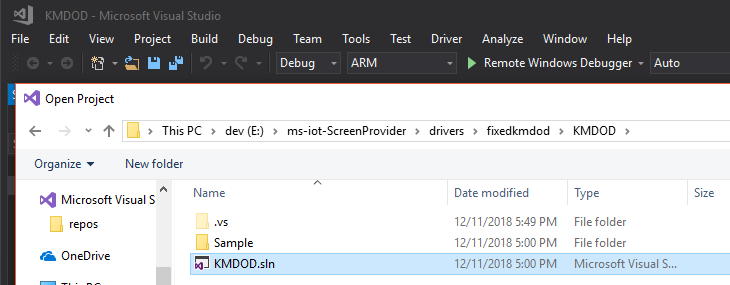 KMDOD - Microsoft Visual Studio
File Edit View Project Build Debug Team Tools Test Driver Analyze Window Help
Debug ARM Remote Windows Debugger Auto
Open Project
This PC > dev (E:) > ms-iot-ScreenProvider > drivers > fixedkmdod > KMDOD >
Organize New folder
Name Date modified Type Size
Microsoft Visual S
.vs 12/11/2018 5:49 PM File folder
repos
Sample 12/11/2018 5:00 PM File folder
OneDrive
KMDOD.sln 12/11/2018 5:00 PM Microsoft Visual S...
This PC